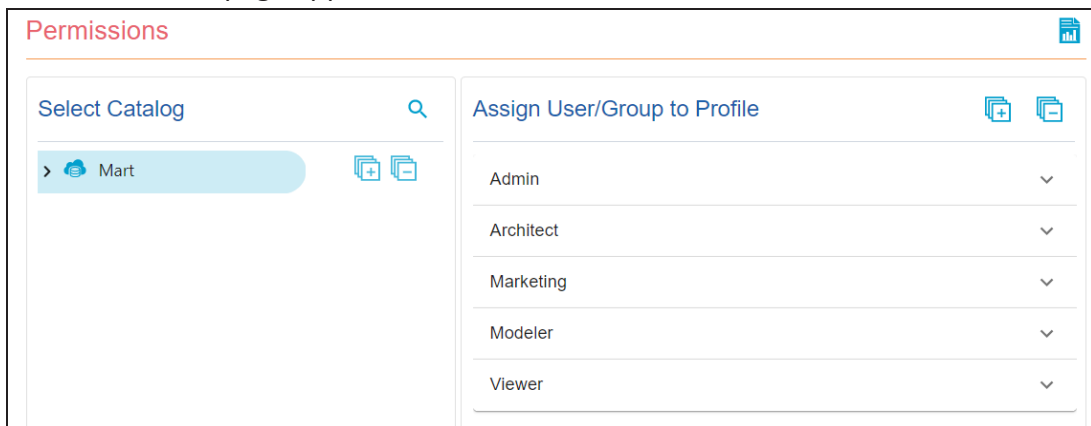 Permissions
Select Catalog
Mart
Assign User/Group to Profile
Admin
Architect
Marketing
Modeler
Viewer